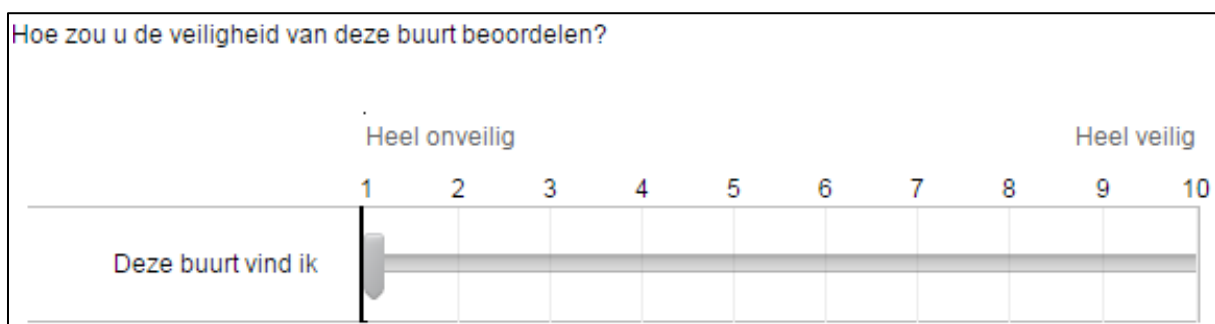 Hoe zou u de veiligheid van deze buurt beoordelen?
Heel onveilig Heel veilig
1 2 3 4 5 6 7 8 9 10
Deze buurt vind ik